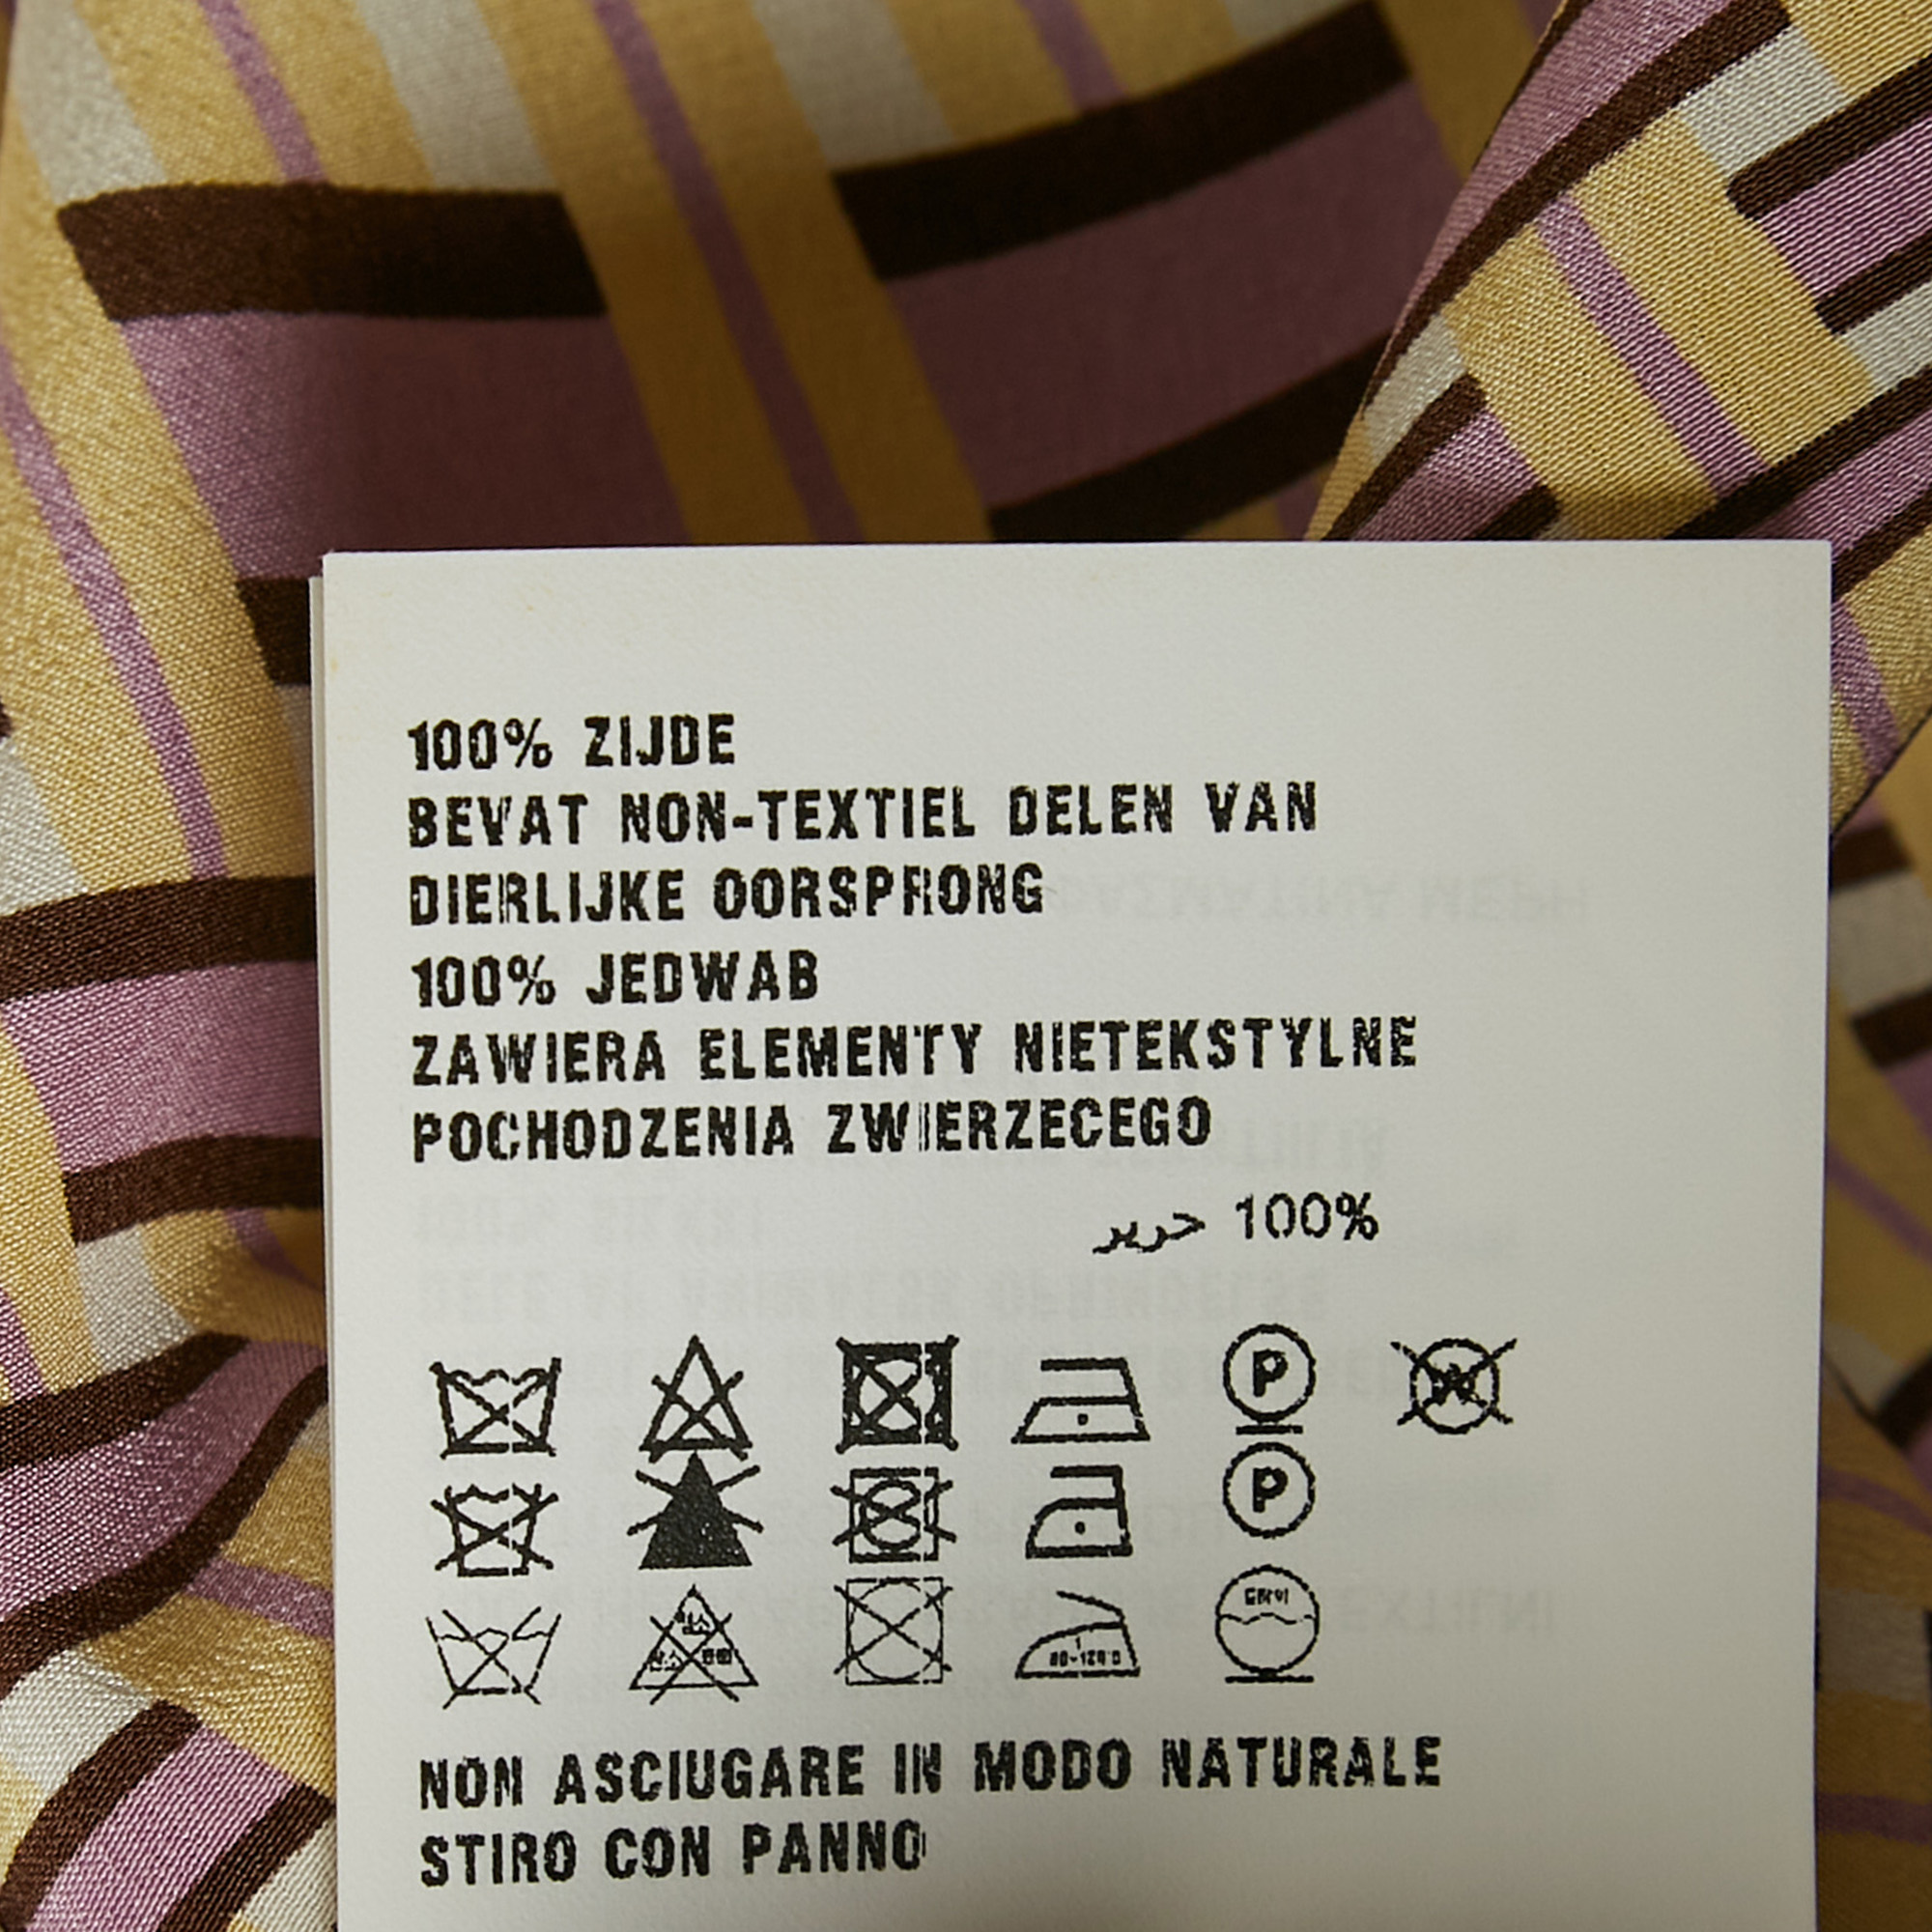 100% ZIJDE
BEVAT NON-TEXTIEL DELEN VAN
DIERLIJKE OORSPRONG
100% JEDWAB
ZAWIERA ELEMENTY NIETEKSTYLNE
POCHODZENIA ZWIERZECEGO
100% حرير
P
P
NON ASCIUGARE IN MODO NATURALE
STIRO CON PANNO